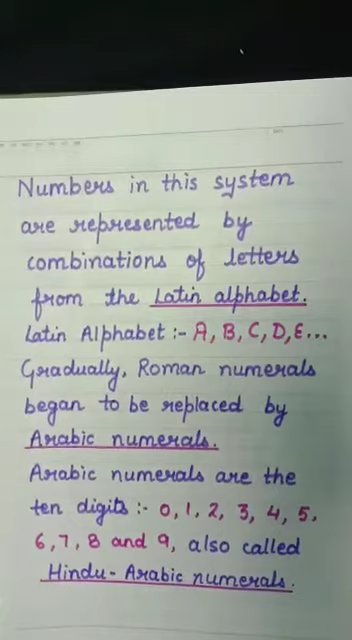 Numbers in this system
are represented by
combinations of letters
from the Latin alphabet.
Latin Alphabet :- A, B, C, D, E...
Gradually, Roman numerals
began to be replaced by
Arabic numerals.
Arabic numerals are the
ten digits :- 0, 1, 2, 3, 4, 5,
6, 7, 8 and 9, also called
Hindu-Arabic numerals.